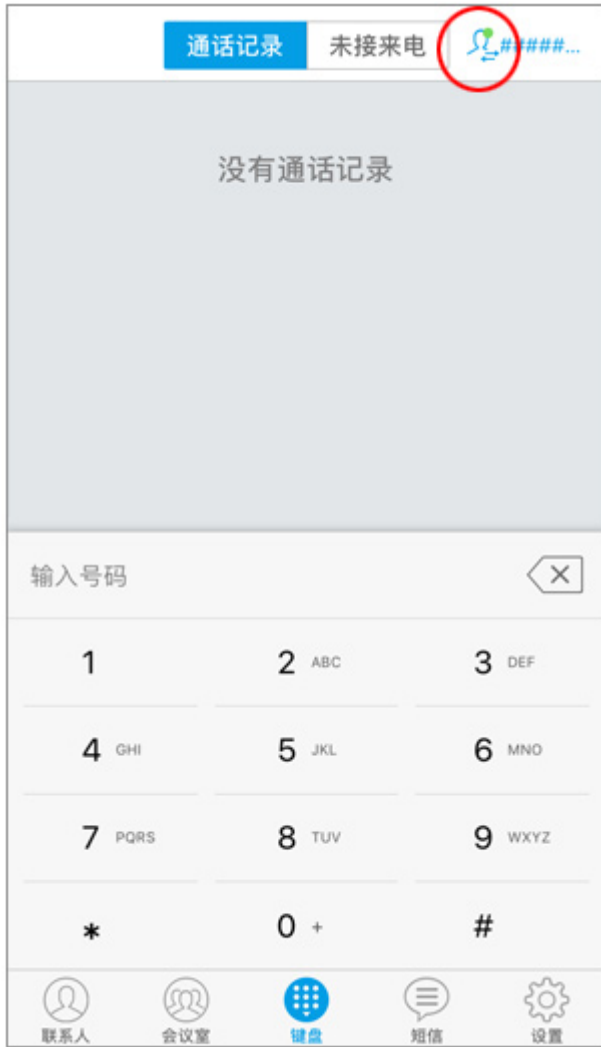 通话记录 未接来电 #####...
没有通话记录
输入号码
1 2 ABC 3 DEF
4 GHI 5 JKL 6 MNO
7 PQRS 8 TUV 9 WXYZ
* 0 + #
联系人 会议室 键盘 短信 设置